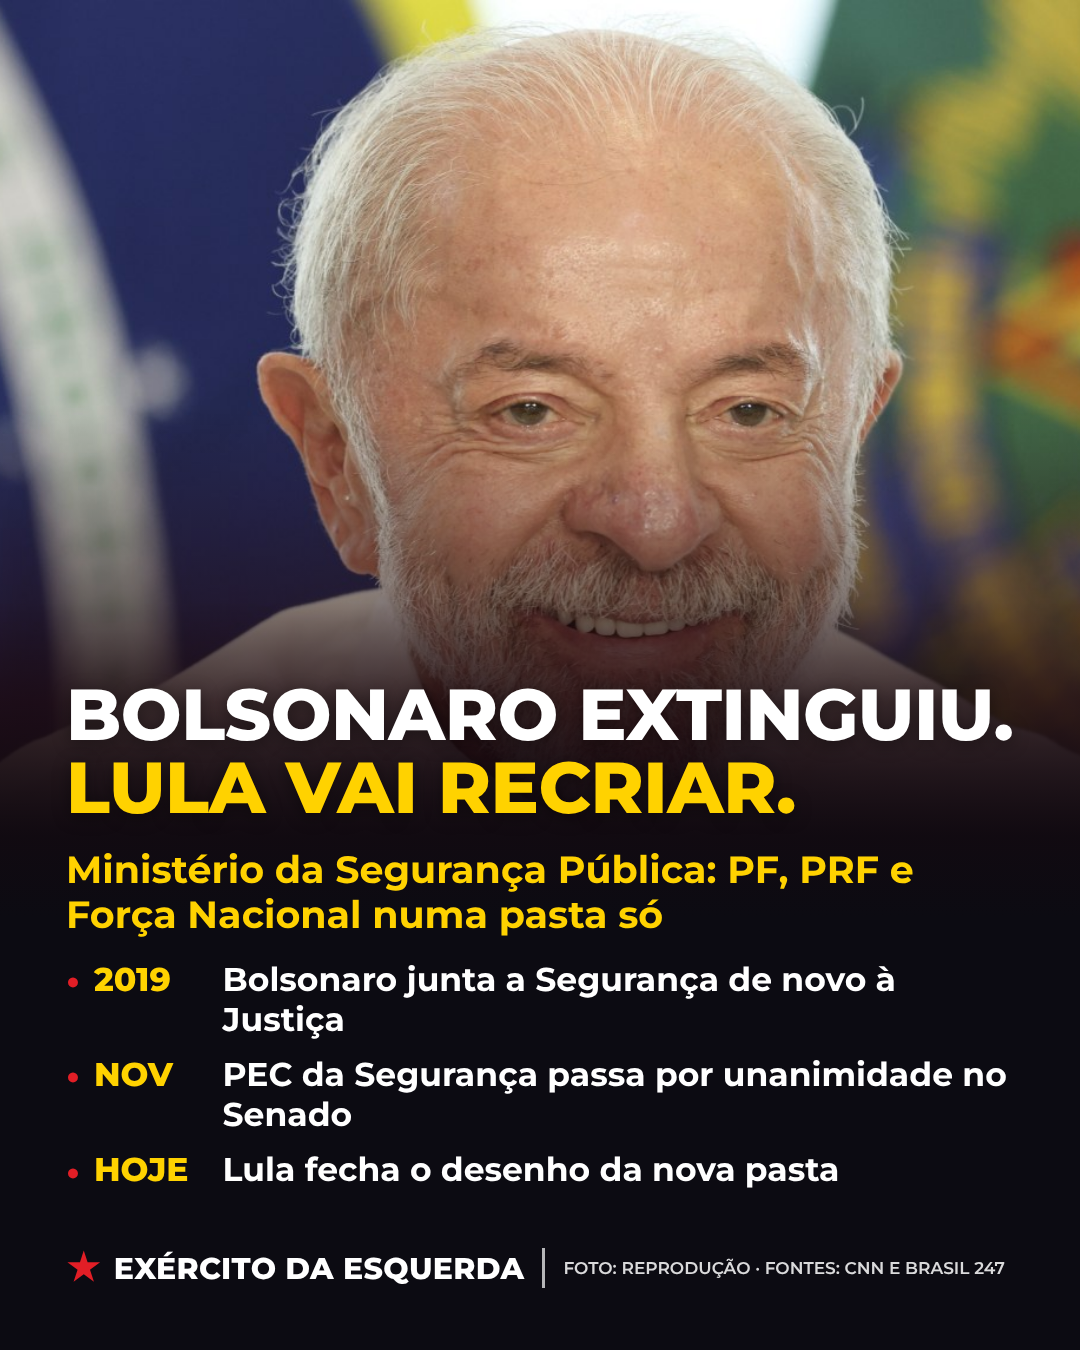 BOLSONARO EXTINGUIU.
LULA VAI RECRIAR.
Ministério da Segurança Pública: PF, PRF e
Força Nacional numa pasta só
• 2019 Bolsonaro junta a Segurança de novo à
Justiça
• NOV PEC da Segurança passa por unanimidade no
Senado
• HOJE Lula fecha o desenho da nova pasta
EXÉRCITO DA ESQUERDA | FOTO: REPRODUÇÃO · FONTES: CNN E BRASIL 247